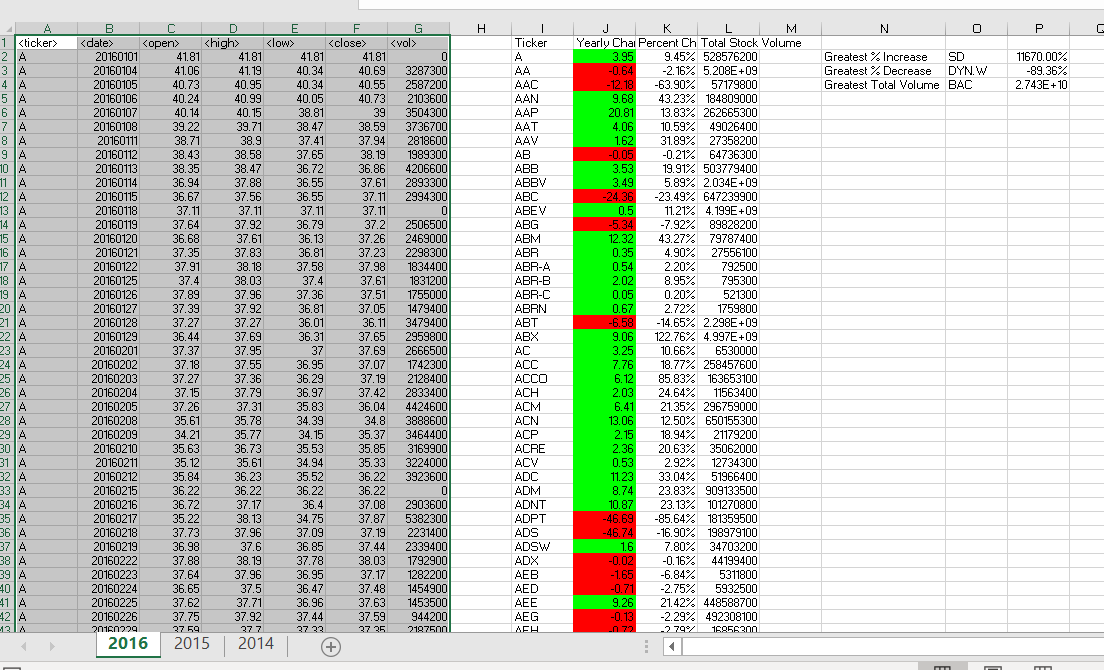 A B C D E F G H I J K L M N O P
1 <ticker> <date> <open> <high> <low> <close> <vol> Ticker Yearly Chan Percent Ch Total Stock Volume
2 A 20160101 41.81 41.81 41.81 41.81 0 A 3.95 9.45% 528576200 Greatest % Increase SD 11670.00%
3 A 20160104 41.06 41.19 40.34 40.69 3287300 AA -0.64 -2.16% 5.208E+09 Greatest % Decrease DYN.W -89.36%
4 A 20160105 40.73 40.95 40.34 40.55 2587200 AAC -12.18 -63.90% 57179800 Greatest Total Volume BAC 2.743E+10
5 A 20160106 40.24 40.99 40.05 40.73 2103600 AAN 9.68 43.23% 184809000
6 A 20160107 40.14 40.15 38.81 39 3504300 AAP 20.81 13.83% 262665300
7 A 20160108 39.22 39.71 38.47 38.59 3736700 AAT 4.06 10.59% 49026400
8 A 20160111 38.71 38.9 37.41 37.94 2818600 AAV 1.62 31.89% 27358200
9 A 20160112 38.43 38.58 37.65 38.19 1989300 AB -0.05 -0.21% 64736300
10 A 20160113 38.35 38.47 36.72 36.86 4206600 ABB 3.53 19.91% 503779400
11 A 20160114 36.94 37.88 36.55 37.61 2893300 ABBV 3.49 5.89% 2.034E+09
12 A 20160115 36.67 37.56 36.55 37.61 2994300 ABC -24.36 -23.49% 647239900
13 A 20160118 37.11 37.11 37.11 37.11 0 ABEV 0.5 11.21% 4.199E+09
14 A 20160119 37.64 37.92 36.79 37.2 2506500 ABG -5.34 -7.92% 89828200
15 A 20160120 36.68 37.61 36.13 37.26 2469000 ABM 12.32 43.27% 79787400
16 A 20160121 37.35 37.83 36.81 37.23 2298300 ABR 0.35 4.90% 27556100
17 A 20160122 37.91 38.18 37.58 37.98 1834400 ABR-A 0.54 2.20% 792500
18 A 20160125 37.4 38.03 37.4 37.61 1831200 ABR-B 2.02 8.95% 795300
19 A 20160126 37.89 37.96 37.36 37.51 1755000 ABR-C 0.05 0.20% 521300
20 A 20160127 37.39 37.92 36.81 37.05 1479400 ABRN 0.67 2.72% 1759800
21 A 20160128 37.27 37.27 36.01 36.11 3479400 ABT -6.58 -14.65% 2.298E+09
22 A 20160129 36.44 37.69 36.31 37.65 2959800 ABX 9.06 122.76% 4.997E+09
23 A 20160201 37.37 37.95 37 37.69 2666500 AC 3.25 10.66% 6530000
24 A 20160202 37.18 37.55 36.95 37.07 1742300 ACC 7.76 18.77% 258457600
25 A 20160203 37.27 37.36 36.29 37.19 2128400 ACCO 6.12 85.83% 163653100
26 A 20160204 37.15 37.79 36.97 37.42 2833400 ACH 2.03 24.64% 11563400
27 A 20160205 37.26 37.31 35.83 36.04 4424600 ACM 6.41 21.35% 296759000
28 A 20160208 35.61 35.78 34.39 34.8 3888600 ACN 13.06 12.50% 650155300
29 A 20160209 34.21 35.77 34.15 35.37 3464400 ACP 2.15 18.94% 21179200
30 A 20160210 35.63 36.73 35.53 35.85 3169900 ACRE 2.36 20.63% 35062000
31 A 20160211 35.12 35.61 34.94 35.33 3224000 ACV 0.53 2.92% 12734300
32 A 20160212 35.84 36.23 35.52 36.22 3923600 ADC 11.23 33.04% 51966400
33 A 20160215 36.22 36.22 36.22 36.22 0 ADM 8.74 23.83% 909133500
34 A 20160216 36.72 37.17 36.4 37.08 2903600 ADNT 10.87 23.13% 101270800
35 A 20160217 35.22 38.13 34.75 37.87 5382300 ADPT -46.69 -85.64% 181359500
36 A 20160218 37.73 37.96 37.09 37.19 2231400 ADS -46.74 -16.90% 198979100
37 A 20160219 36.98 37.6 36.85 37.44 2339400 ADSW 1.6 7.80% 34703200
38 A 20160222 37.88 38.19 37.78 38.03 1792900 ADX -0.02 -0.16% 44199400
39 A 20160223 37.64 37.96 36.95 37.17 1282200 AEB -1.65 -6.84% 5311800
40 A 20160224 36.65 37.5 36.47 37.48 1454900 AED -0.71 -2.75% 5932500
41 A 20160225 37.62 37.71 36.96 37.63 1453500 AEE 9.26 21.42% 448588700
42 A 20160226 37.75 37.92 37.44 37.59 944200 AEG -0.13 -2.29% 492308100
43 A 20160229 37.59 37.7 37.33 37.35 2187500 AEH -0.72 -2.79% 16856300
2016 2015 2014